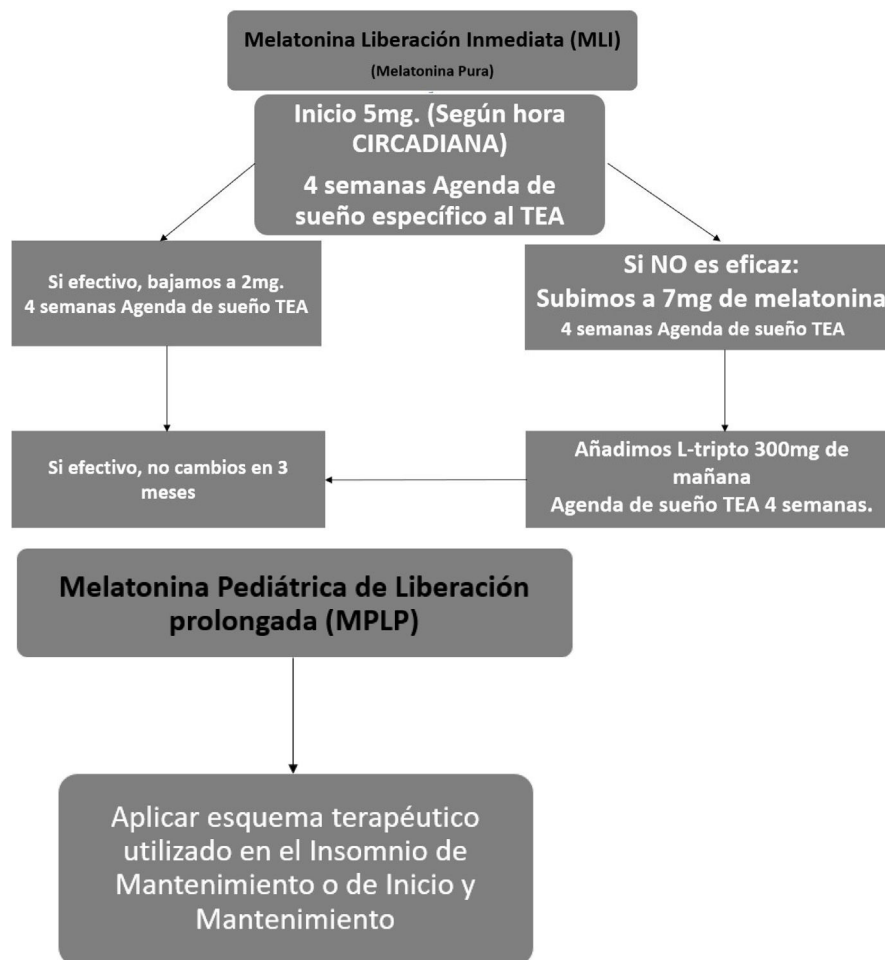 Melatonina Liberación Inmediata (MLI)
(Melatonina Pura)
Inicio 5mg. (Según hora
CIRCADIANA)
4 semanas Agenda de
sueño específico al TEA
Si efectivo, bajamos a 2mg.
4 semanas Agenda de sueño TEA
Si NO es eficaz:
Subimos a 7mg de melatonina
4 semanas Agenda de sueño TEA
Si efectivo, no cambios en 3
meses
Añadimos L-tripto 300mg de
mañana
Agenda de sueño TEA 4 semanas.
Melatonina Pediátrica de Liberación
prolongada (MPLP)
Aplicar esquema terapéutico
utilizado en el Insomnio de
Mantenimiento o de Inicio y
Mantenimiento